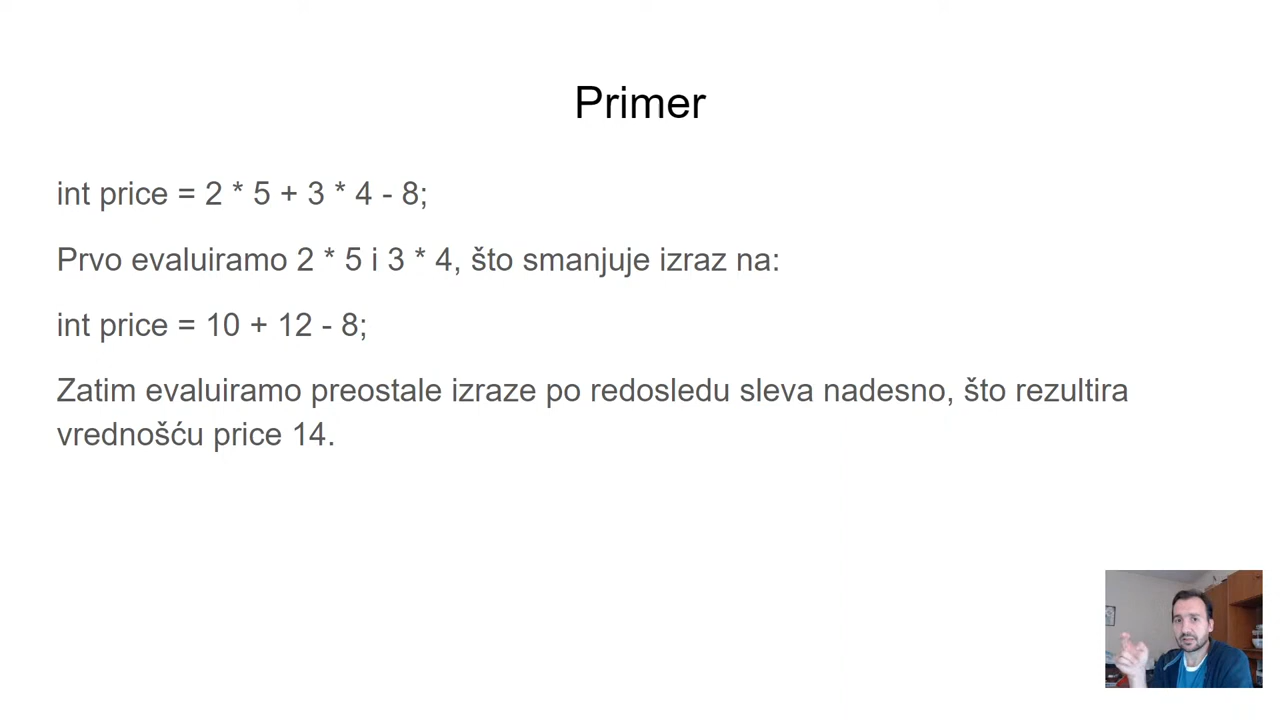 Primer
int price = 2 * 5 + 3 * 4 - 8;
Prvo evaluiramo 2 * 5 i 3 * 4, što smanjuje izraz na:
int price = 10 + 12 - 8;
Zatim evaluiramo preostale izraze po redosledu sleva nadesno, što rezultira
vrednošću price 14.